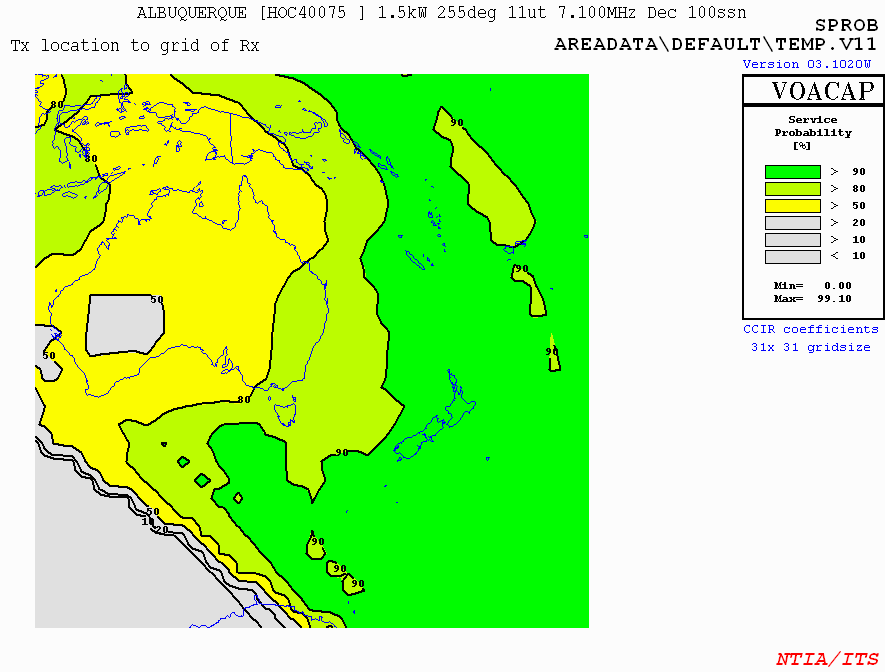 ALBUQUERQUE [HOC40075 ] 1.5kW 255deg 11ut 7.100MHz Dec 100ssn
SPROB
Tx location to grid of Rx
AREADATA\DEFAULT\TEMP.V11
Version 03.1020W
VOACAP
Service
Probability
[%]
> 90
> 80
> 50
> 20
> 10
< 10
Min= 0.00
Max= 99.10
CCIR coefficients
31x 31 gridsize
80
90
80
90
50
90
50
80
90
50
10
20
90
90
90
NTIA/ITS